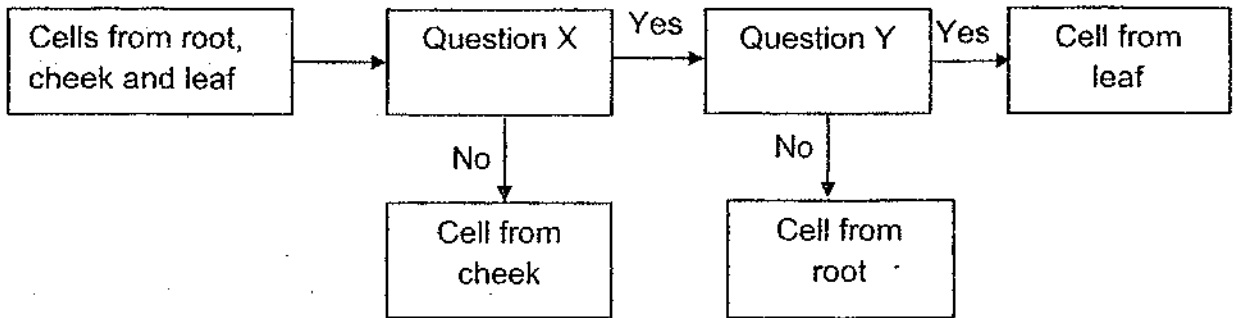 Cells from root,
cheek and leaf
Question X
Yes
Question Y
Yes
Cell from
leaf
No
No
Cell from
cheek
Cell from
root